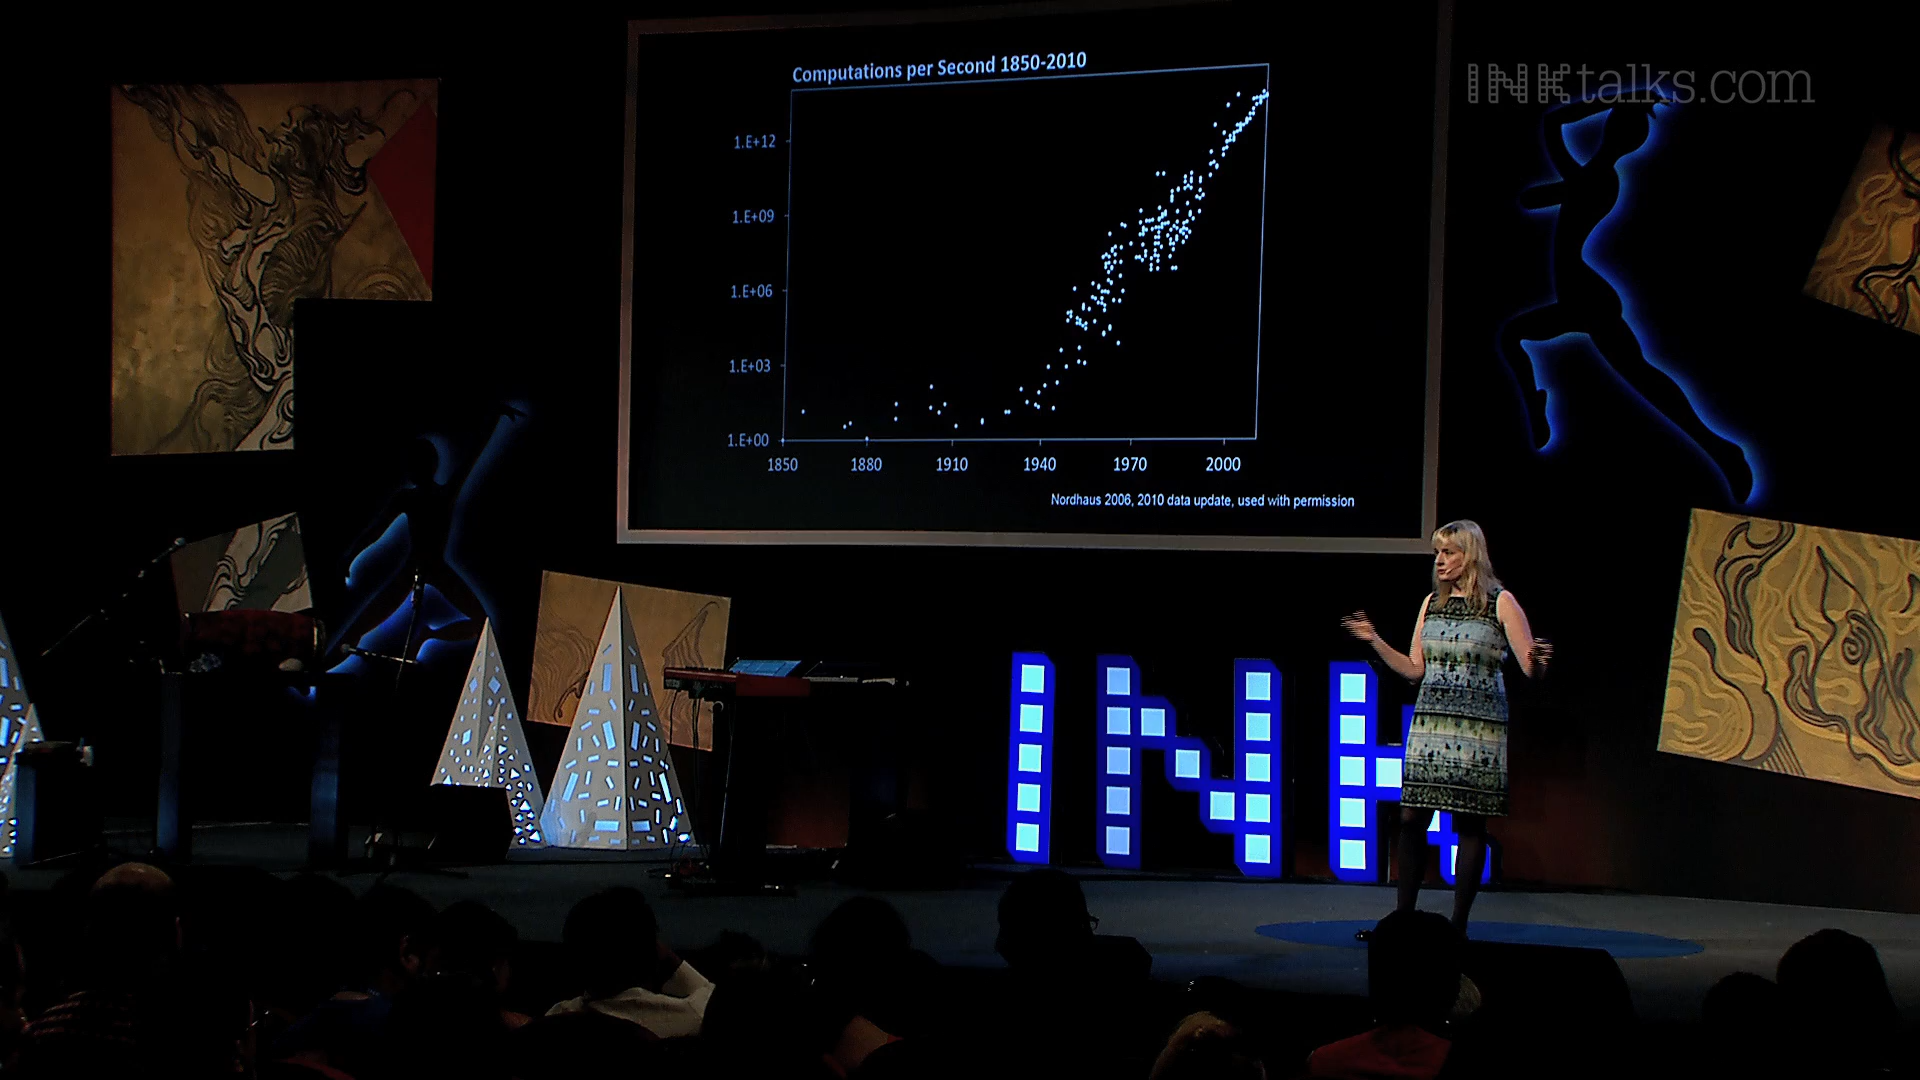 Computations per Second 1850-2010
INKtalks.com
1.E+12
1.E+09
1.E+06
1.E+03
1.E+00
1850 1880 1910 1940 1970 2000
Nordhaus 2006, 2010 data update, used with permission
INK